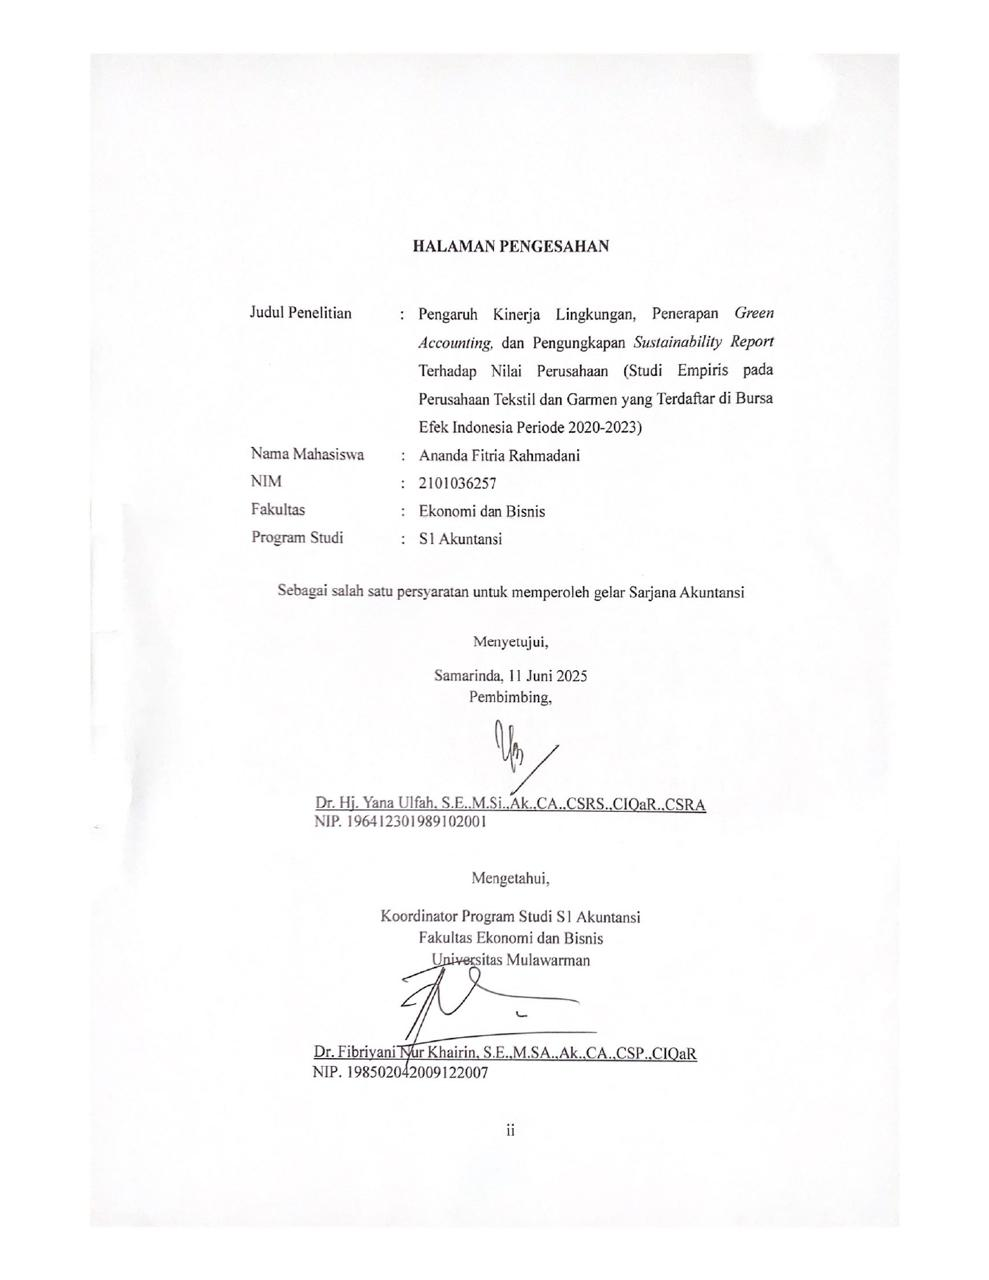 HALAMAN PENGESAHAN
Judul Penelitian : Pengaruh Kinerja Lingkungan, Penerapan Green
Accounting, dan Pengungkapan Sustainability Report
Terhadap Nilai Perusahaan (Studi Empiris pada
Perusahaan Tekstil dan Garmen yang Terdaftar di Bursa
Efek Indonesia Periode 2020-2023)
Nama Mahasiswa : Ananda Fitria Rahmadani
NIM : 2101036257
Fakultas : Ekonomi dan Bisnis
Program Studi : S1 Akuntansi
Sebagai salah satu persyaratan untuk memperoleh gelar Sarjana Akuntansi
Menyetujui,
Samarinda, 11 Juni 2025
Pembimbing,
Dr. Hj. Yana Ulfah, S.E.,M.Si.,Ak.,CA.,CSRS.,CIQaR.,CSRA
NIP. 196412301989102001
Mengetahui,
Koordinator Program Studi S1 Akuntansi
Fakultas Ekonomi dan Bisnis
Universitas Mulawarman
Dr. Fibriyani Nur Khairin, S.E.,M.SA.,Ak.,CA.,CSP.,CIQaR
NIP. 198502042009122007
ii